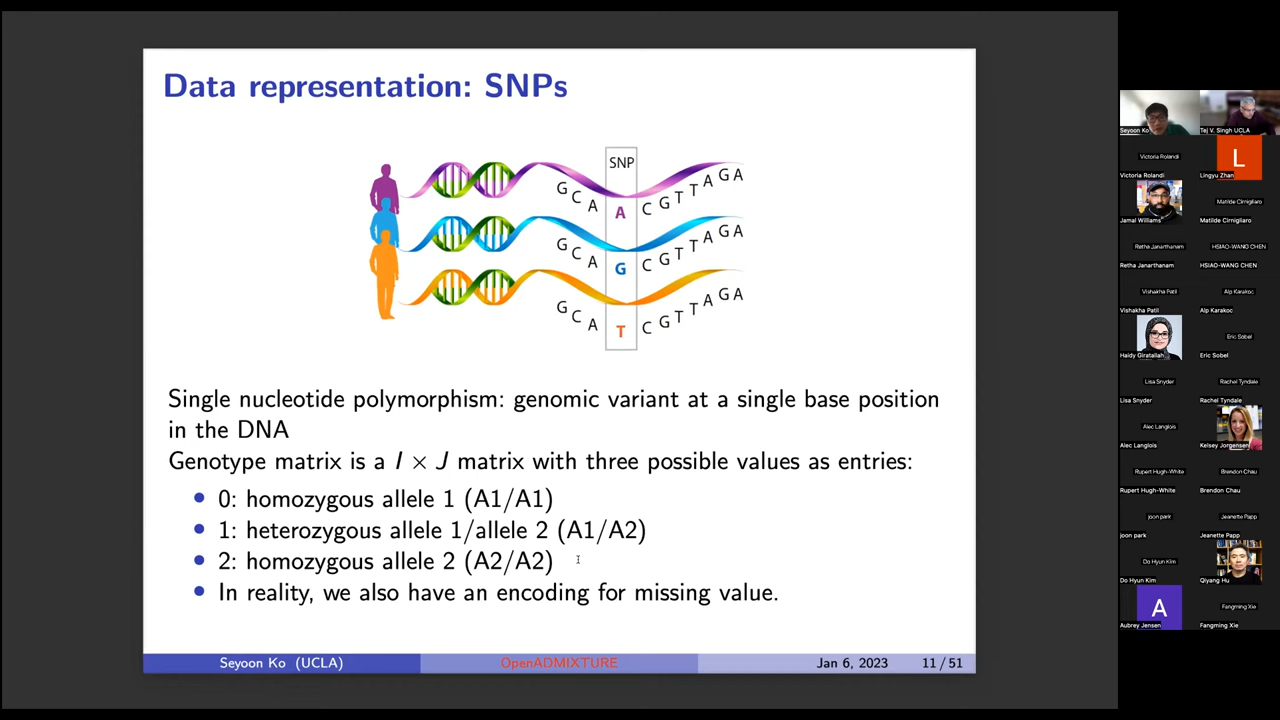 Data representation: SNPs
SNP
G C A A C G T T A G A
G C A G C G T T A G A
G C A T C G T T A G A
Single nucleotide polymorphism: genomic variant at a single base position
in the DNA
Genotype matrix is a I × J matrix with three possible values as entries:
• 0: homozygous allele 1 (A1/A1)
• 1: heterozygous allele 1/allele 2 (A1/A2)
• 2: homozygous allele 2 (A2/A2)
• In reality, we also have an encoding for missing value.
Seyoon Ko (UCLA) OpenADMIXTURE Jan 6, 2023 11 / 51
Seyoon Ko Tej V. Singh UCLA
Victoria Rolandi L
Victoria Rolandi Lingyu Zhan
Matilde Cirnigliaro
Jamal Williams Matilde Cirnigliaro
Retha Janarthanam HSIAO-WANG CHEN
Retha Janarthanam HSIAO-WANG CHEN
Vishakha Patil Alp Karakoc
Vishakha Patil Alp Karakoc
Eric Sobel
Haidy Giratallah Eric Sobel
Lisa Snyder Rachel Tyndale
Lisa Snyder Rachel Tyndale
Alec Langlois
Alec Langlois Kelsey Jorgensen
Rupert Hugh-White Brendon Chau
Rupert Hugh-White Brendon Chau
joon park Jeanette Papp
joon park Jeanette Papp
Do Hyun Kim
Do Hyun Kim Qiyang Hu
A Fangming Xie
Aubrey Jensen Fangming Xie